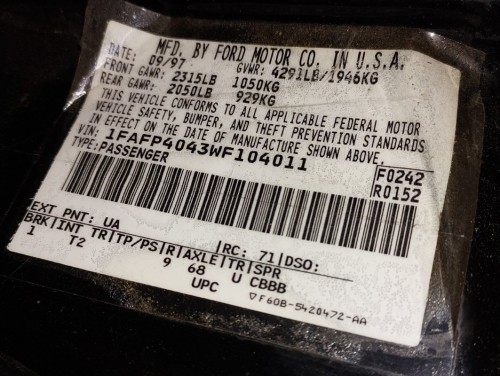 MFD. BY FORD MOTOR CO. IN U.S.A.
DATE: 09/97 GVWR: 4291LB/1946KG
FRONT GAWR: 2315LB 1050KG
REAR GAWR: 2050LB 929KG
THIS VEHICLE CONFORMS TO ALL APPLICABLE FEDERAL MOTOR
VEHICLE SAFETY, BUMPER, AND THEFT PREVENTION STANDARDS
IN EFFECT ON THE DATE OF MANUFACTURE SHOWN ABOVE.
VIN: 1FAFP4043WF104011
TYPE: PASSENGER
F0242
R0152
EXT PNT: UA |RC: 71|DSO:
BRK|INT TR|TP/PS|R|AXLE|TR|SPR
1 T2 9 68 U CBBB
UPC ▽F60B-5420472-AA